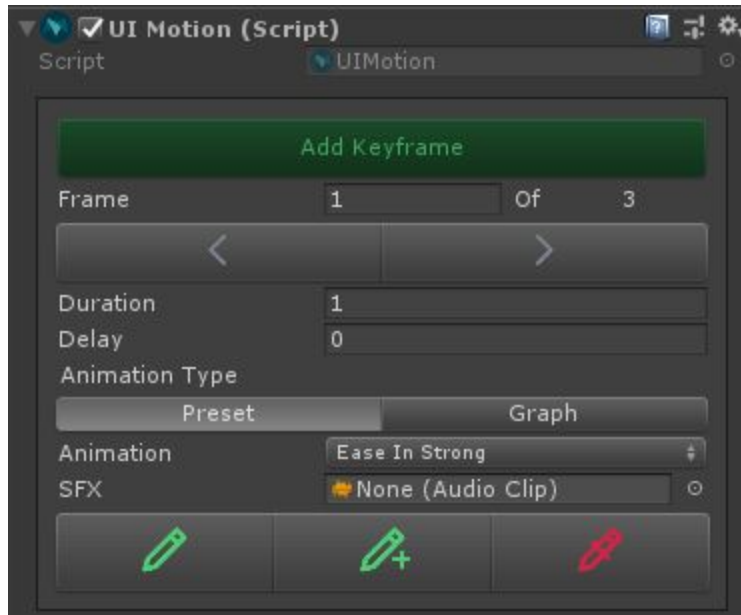 UI Motion (Script)
Script UIMotion
Add Keyframe
Frame 1 Of 3
< >
Duration 1
Delay 0
Animation Type
Preset Graph
Animation Ease In Strong
SFX None (Audio Clip)